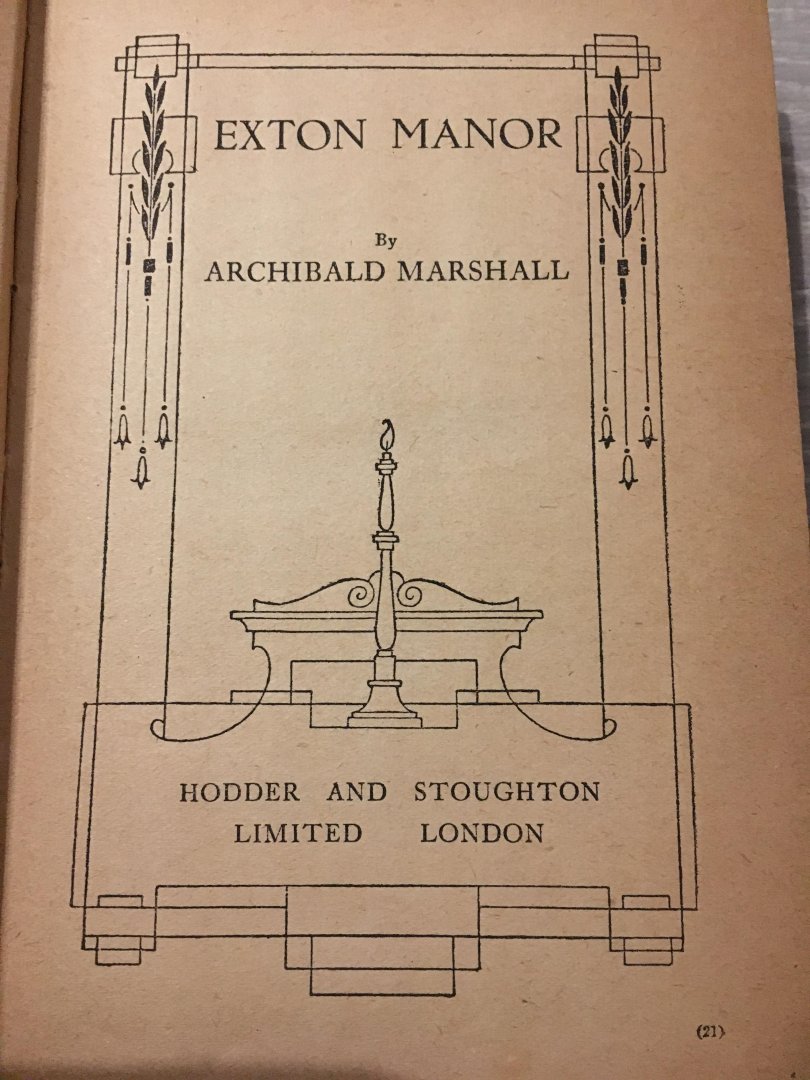 EXTON MANOR
By
ARCHIBALD MARSHALL
HODDER AND STOUGHTON
LIMITED LONDON
(21)